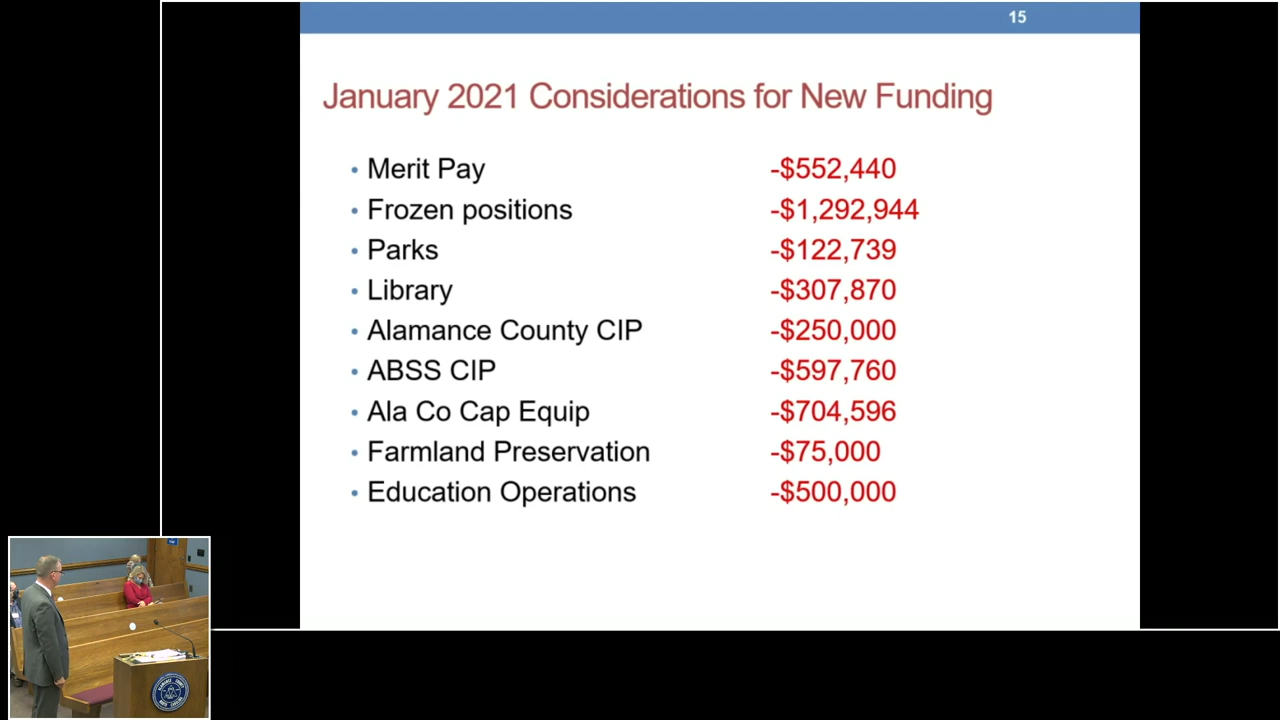 15
January 2021 Considerations for New Funding
• Merit Pay -$552,440
• Frozen positions -$1,292,944
• Parks -$122,739
• Library -$307,870
• Alamance County CIP -$250,000
• ABSS CIP -$597,760
• Ala Co Cap Equip -$704,596
• Farmland Preservation -$75,000
• Education Operations -$500,000